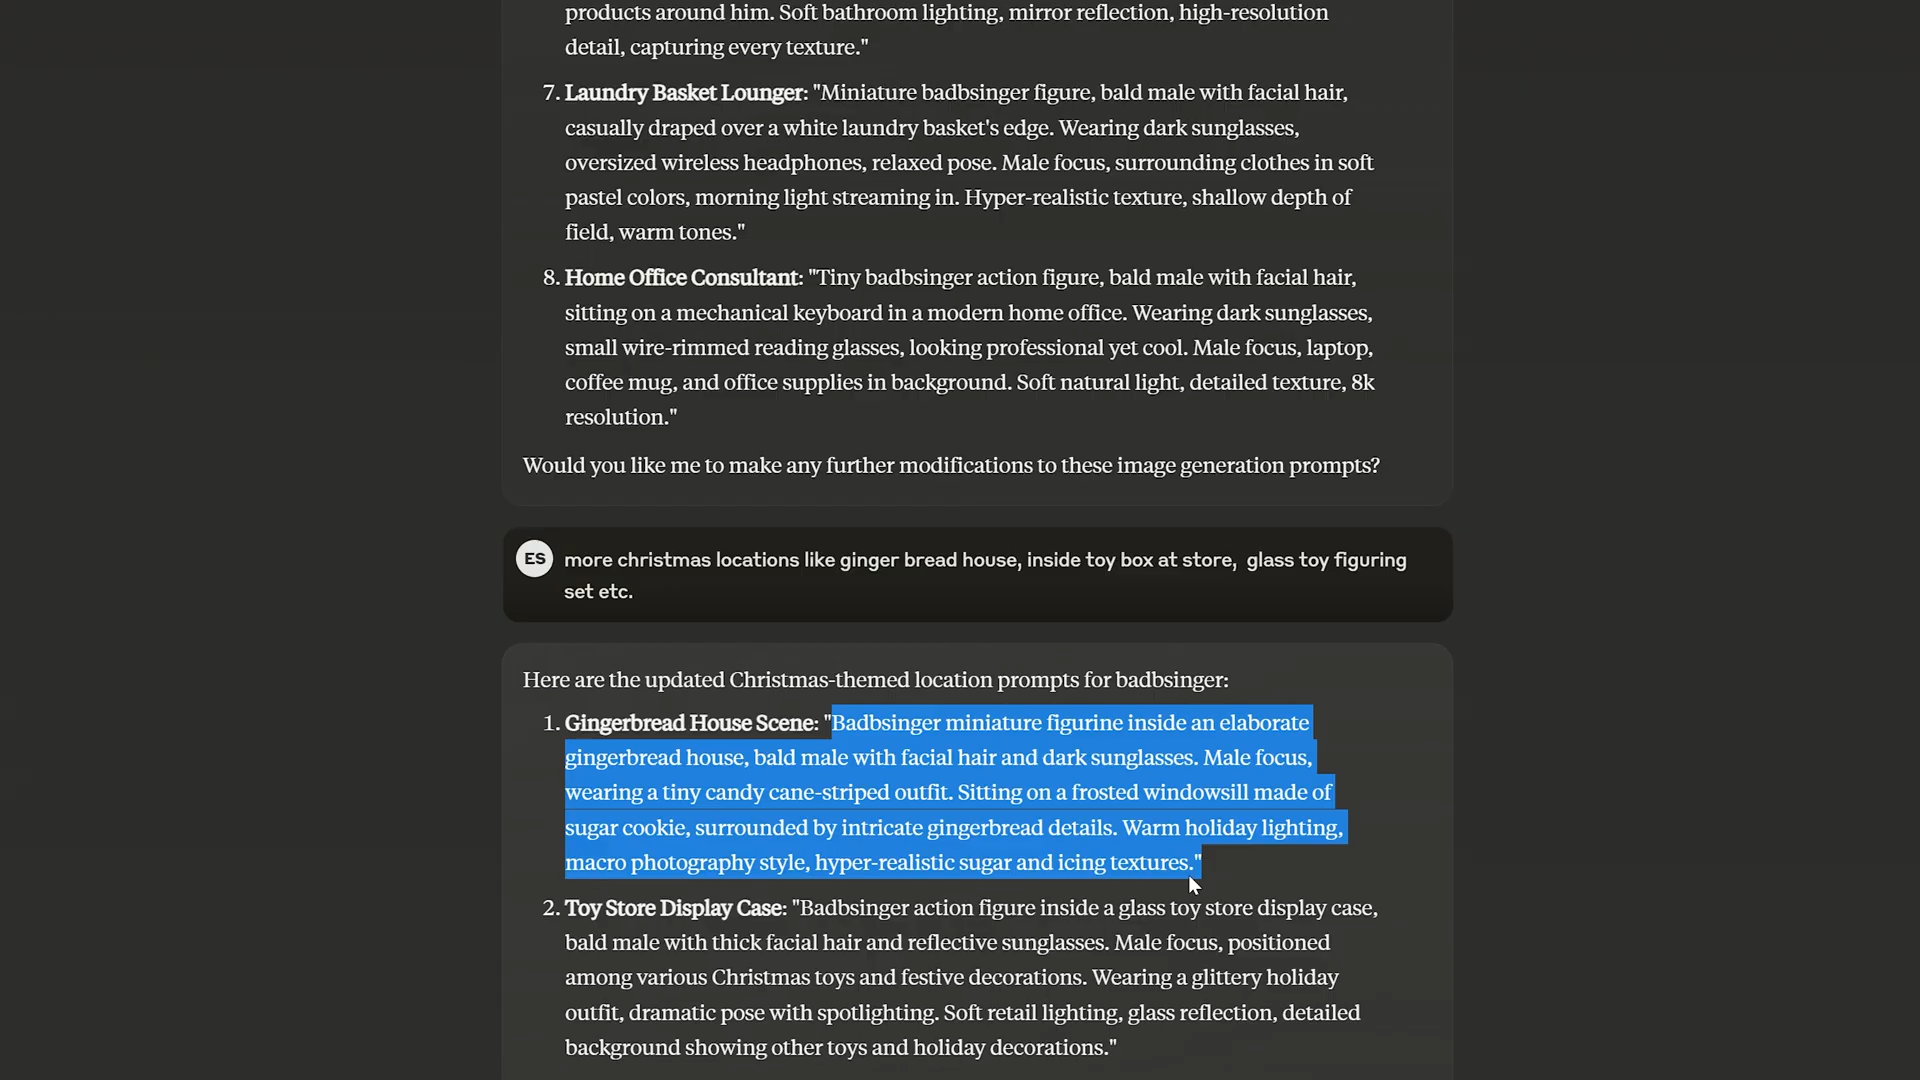 products around him. Soft bathroom lighting, mirror reflection, high-resolution
detail, capturing every texture."
7. Laundry Basket Lounger: "Miniature badbsinger figure, bald male with facial hair,
casually draped over a white laundry basket's edge. Wearing dark sunglasses,
oversized wireless headphones, relaxed pose. Male focus, surrounding clothes in soft
pastel colors, morning light streaming in. Hyper-realistic texture, shallow depth of
field, warm tones."
8. Home Office Consultant: "Tiny badbsinger action figure, bald male with facial hair,
sitting on a mechanical keyboard in a modern home office. Wearing dark sunglasses,
small wire-rimmed reading glasses, looking professional yet cool. Male focus, laptop,
coffee mug, and office supplies in background. Soft natural light, detailed texture, 8k
resolution."
Would you like me to make any further modifications to these image generation prompts?
ES more christmas locations like ginger bread house, inside toy box at store,  glass toy figuring
set etc.
Here are the updated Christmas-themed location prompts for badbsinger:
1. Gingerbread House Scene: "Badbsinger miniature figurine inside an elaborate
gingerbread house, bald male with facial hair and dark sunglasses. Male focus,
wearing a tiny candy cane-striped outfit. Sitting on a frosted windowsill made of
sugar cookie, surrounded by intricate gingerbread details. Warm holiday lighting,
macro photography style, hyper-realistic sugar and icing textures."
2. Toy Store Display Case: "Badbsinger action figure inside a glass toy store display case,
bald male with thick facial hair and reflective sunglasses. Male focus, positioned
among various Christmas toys and festive decorations. Wearing a glittery holiday
outfit, dramatic pose with spotlighting. Soft retail lighting, glass reflection, detailed
background showing other toys and holiday decorations."